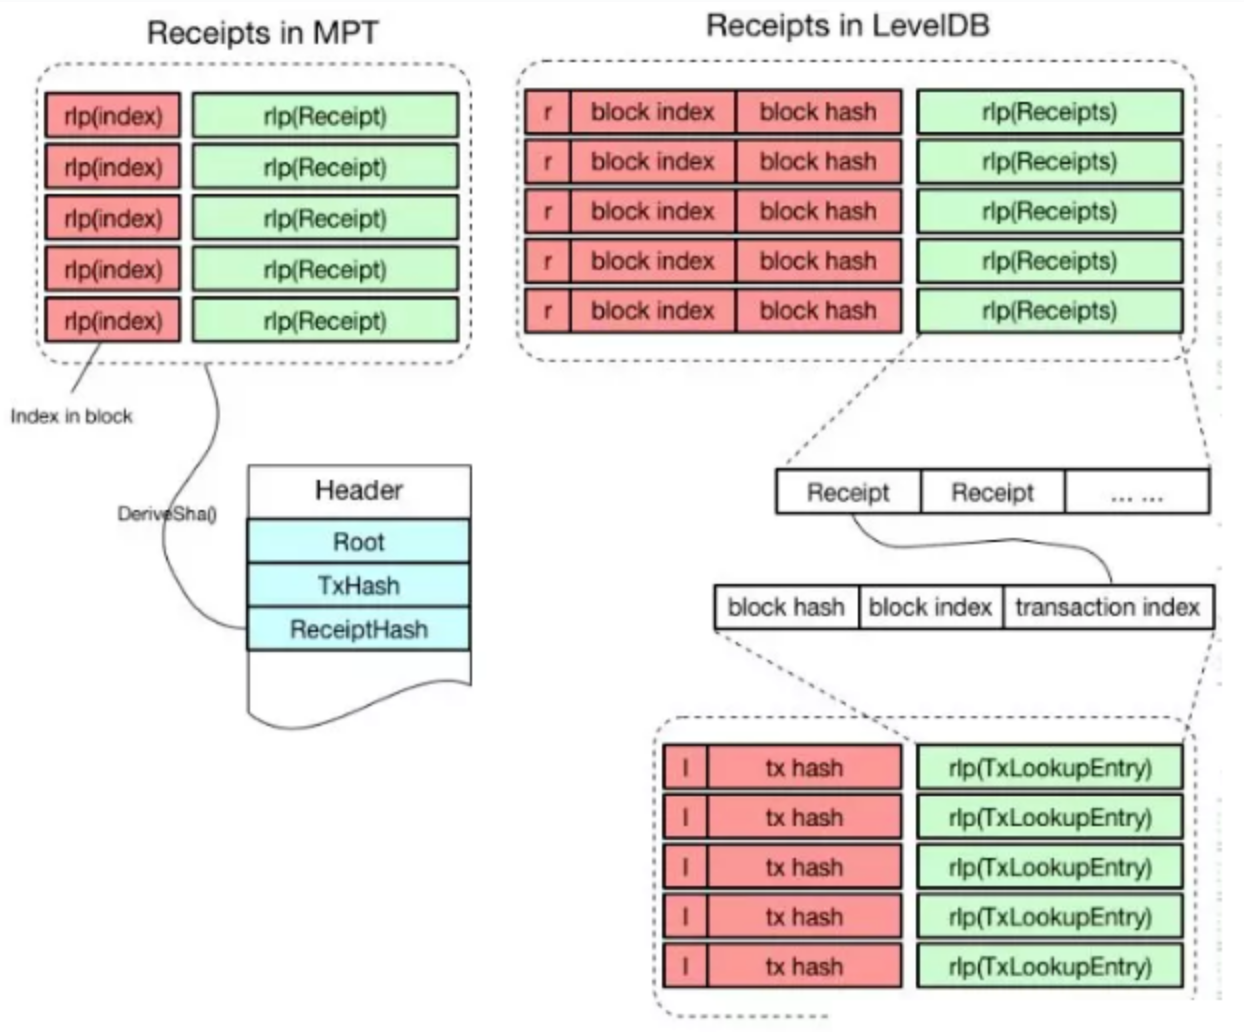 Receipts in MPT
rlp(index) rlp(Receipt)
rlp(index) rlp(Receipt)
rlp(index) rlp(Receipt)
rlp(index) rlp(Receipt)
rlp(index) rlp(Receipt)
Index in block
DeriveSha()
Header
Root
TxHash
ReceiptHash
Receipts in LevelDB
r block index block hash rlp(Receipts)
r block index block hash rlp(Receipts)
r block index block hash rlp(Receipts)
r block index block hash rlp(Receipts)
r block index block hash rlp(Receipts)
Receipt Receipt ... ...
block hash block index transaction index
l tx hash rlp(TxLookupEntry)
l tx hash rlp(TxLookupEntry)
l tx hash rlp(TxLookupEntry)
l tx hash rlp(TxLookupEntry)
l tx hash rlp(TxLookupEntry)